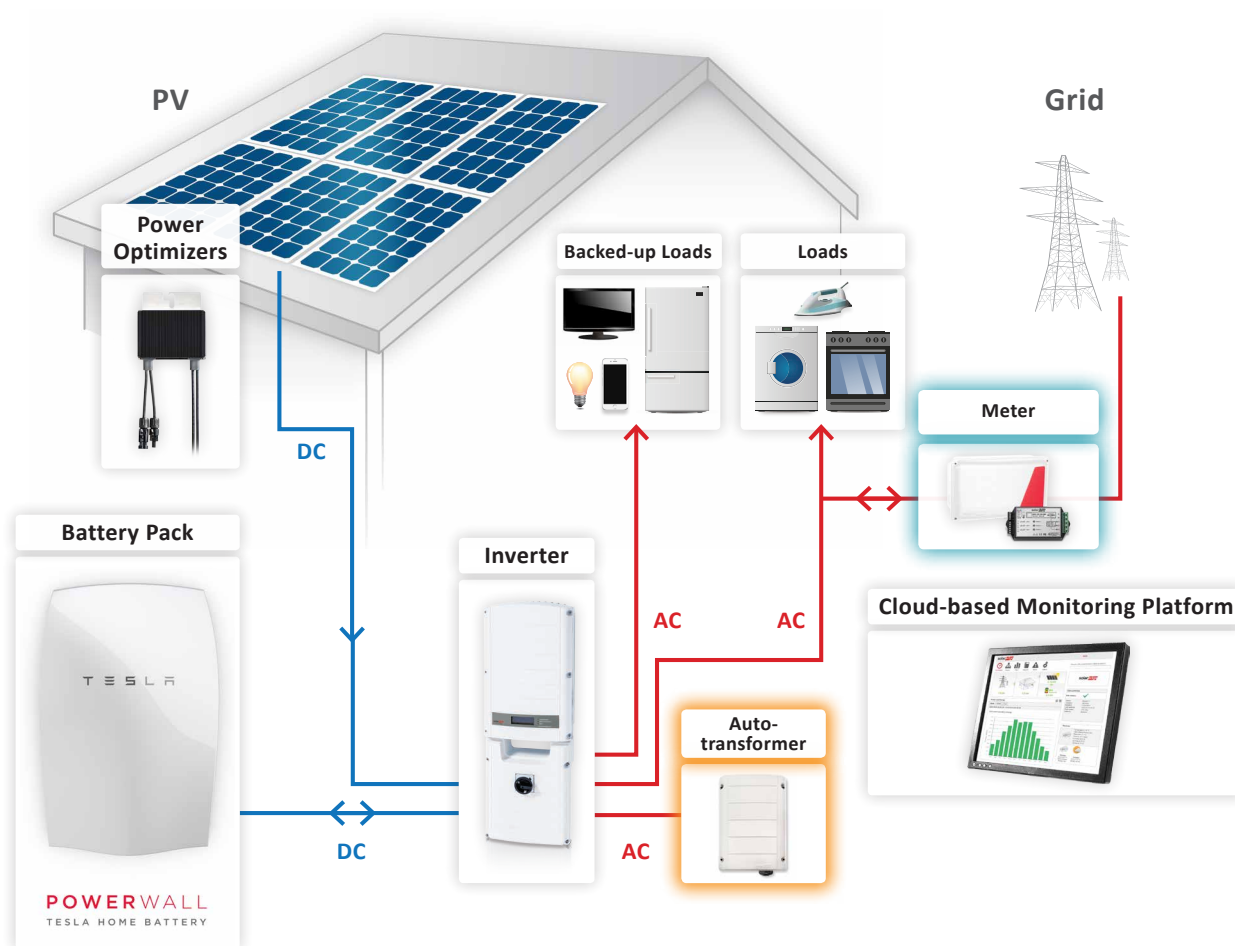 PV
Grid
Power
Optimizers
Backed-up Loads
Loads
Meter
DC
Battery Pack
Inverter
AC
AC
Cloud-based Monitoring Platform
TESLA
Auto-
transformer
DC
AC
POWERWALL
TESLA HOME BATTERY